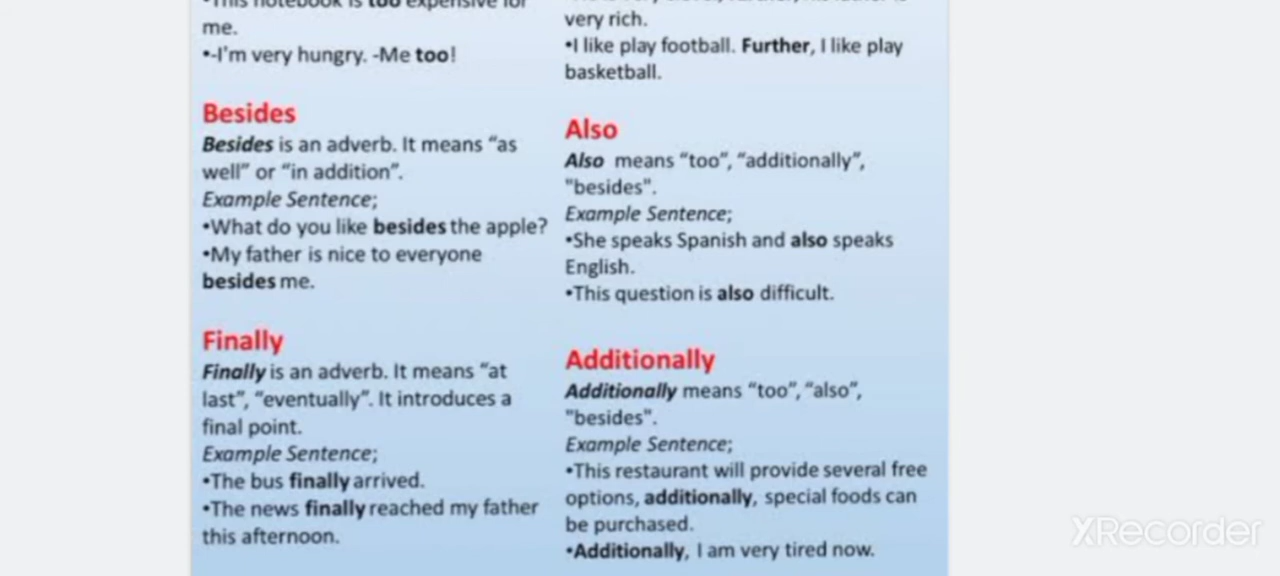 •This notebook is too expensive for
me.
•-I'm very hungry. -Me too!
Besides
Besides is an adverb. It means “as
well” or “in addition”.
Example Sentence;
•What do you like besides the apple?
•My father is nice to everyone
besides me.
Finally
Finally is an adverb. It means “at
last”, “eventually”. It introduces a
final point.
Example Sentence;
•The bus finally arrived.
•The news finally reached my father
this afternoon.
very rich.
•I like play football. Further, I like play
basketball.
Also
Also means “too”, “additionally”,
"besides".
Example Sentence;
•She speaks Spanish and also speaks
English.
•This question is also difficult.
Additionally
Additionally means “too”, “also”,
"besides".
Example Sentence;
•This restaurant will provide several free
options, additionally, special foods can
be purchased.
•Additionally, I am very tired now.
XRecorder